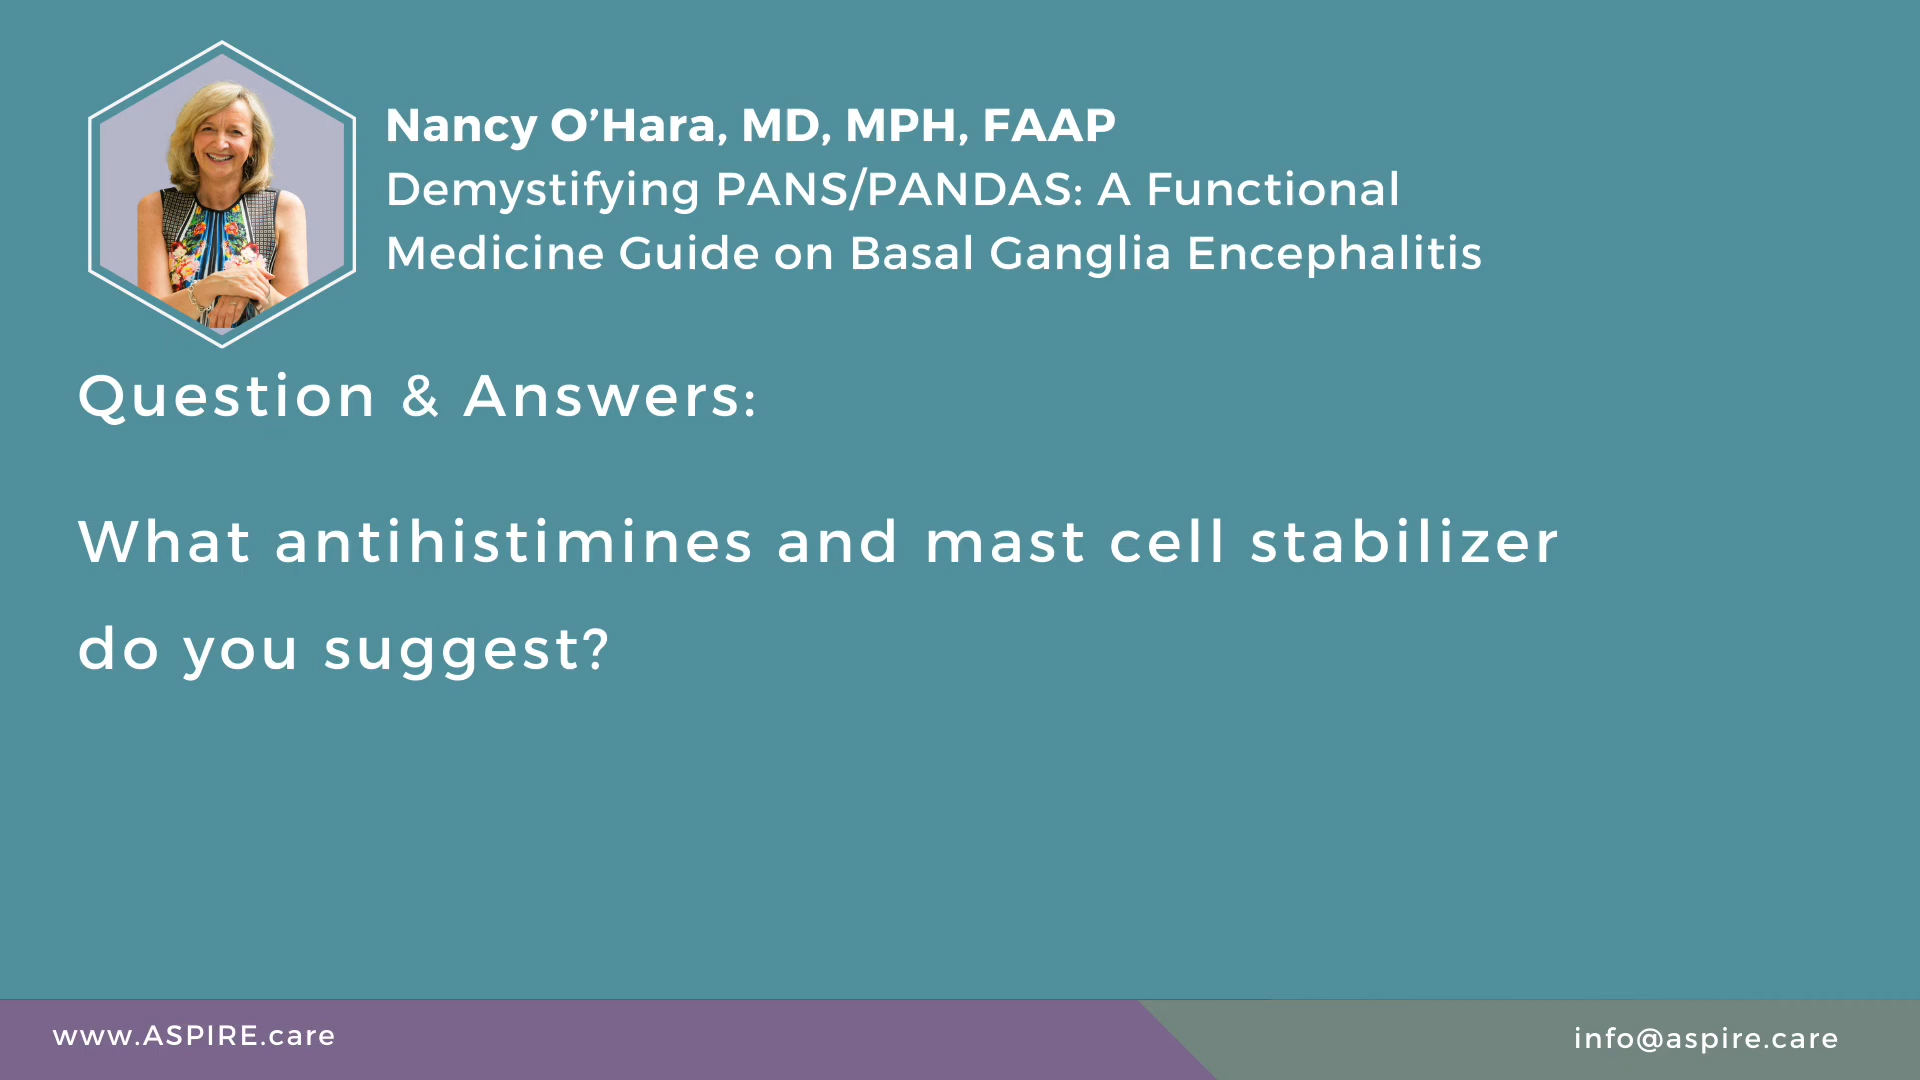 Nancy O’Hara, MD, MPH, FAAP
Demystifying PANS/PANDAS: A Functional
Medicine Guide on Basal Ganglia Encephalitis
Question & Answers:
What antihistimines and mast cell stabilizer
do you suggest?
www.ASPIRE.care
info@aspire.care